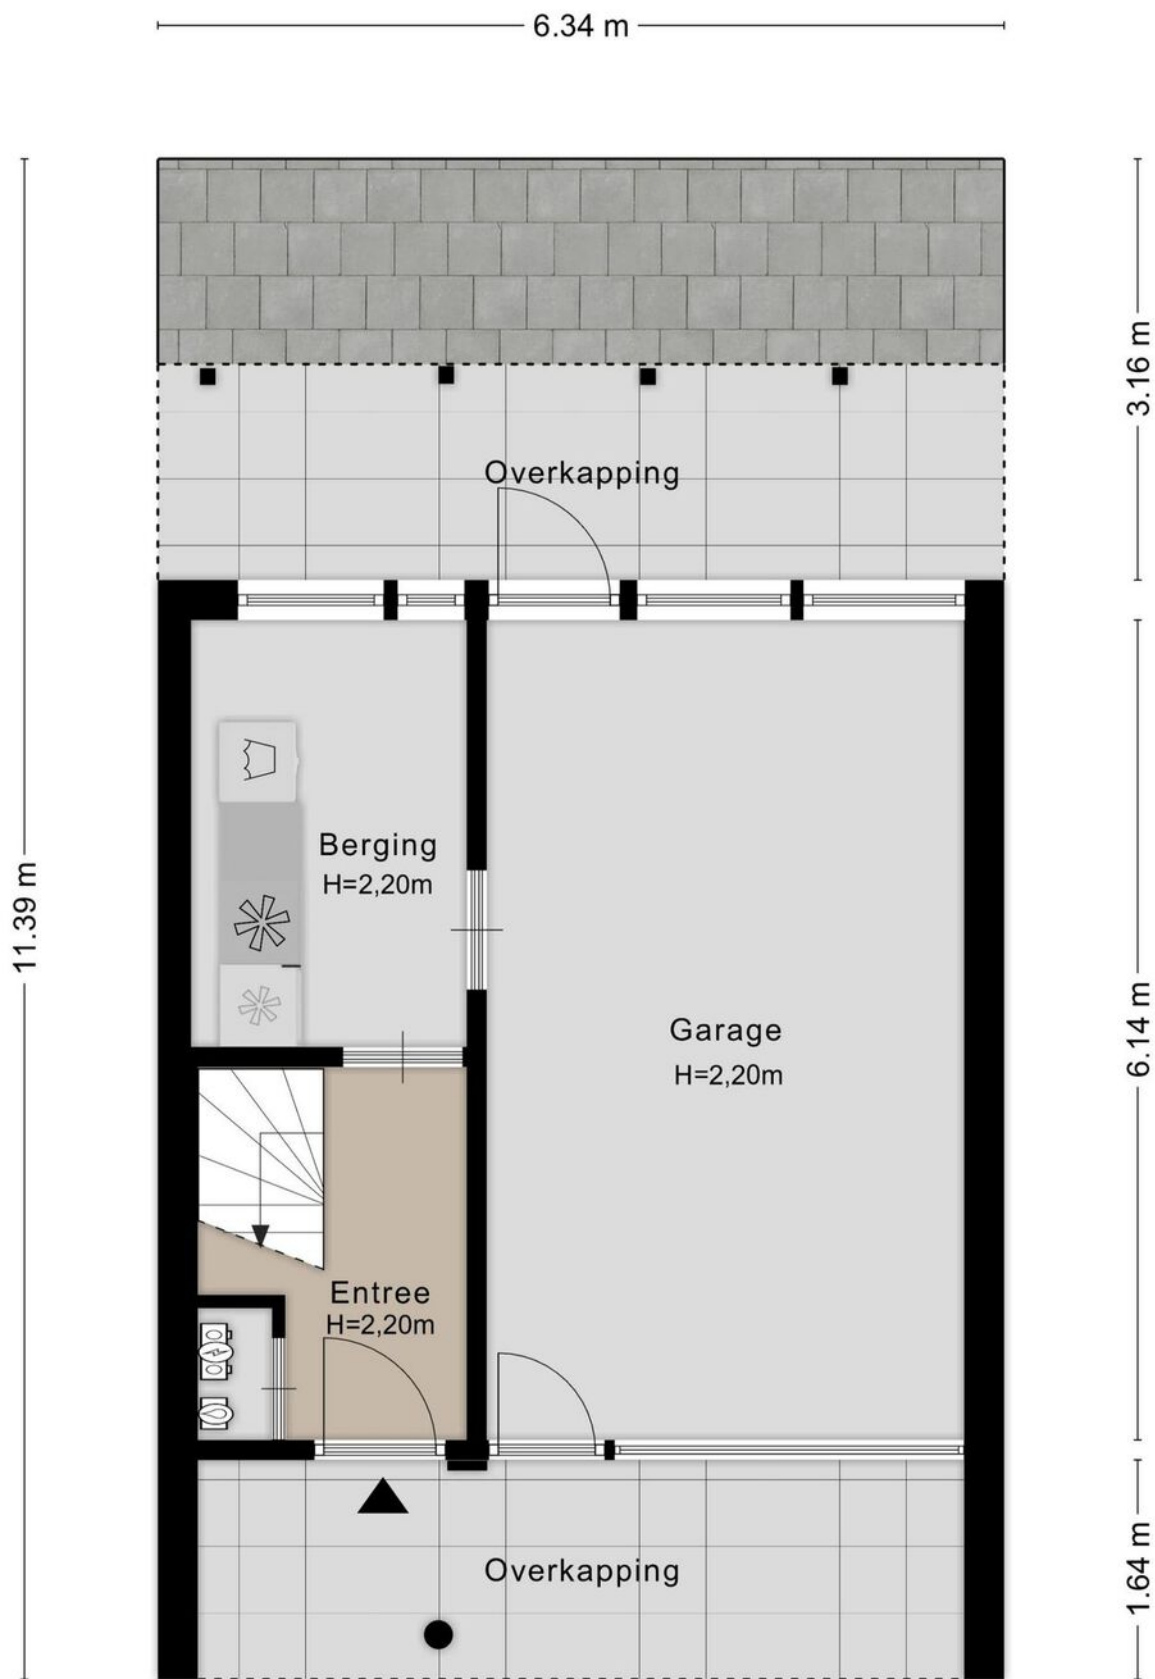 6.34 m
3.16 m
Overkapping
Berging
H=2,20m
11.39 m
Garage
H=2,20m
6.14 m
Entree
H=2,20m
Overkapping
1.64 m